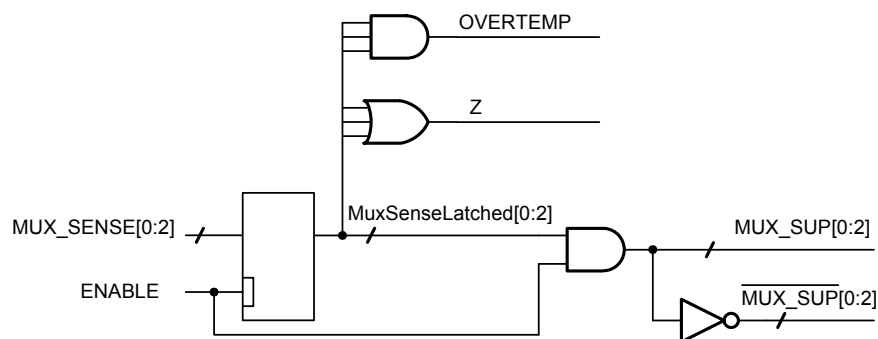 OVERTEMP
Z
MUX_SENSE[0:2]
MuxSenseLatched[0:2]
MUX_SUP[0:2]
ENABLE
MUX_SUP[0:2]